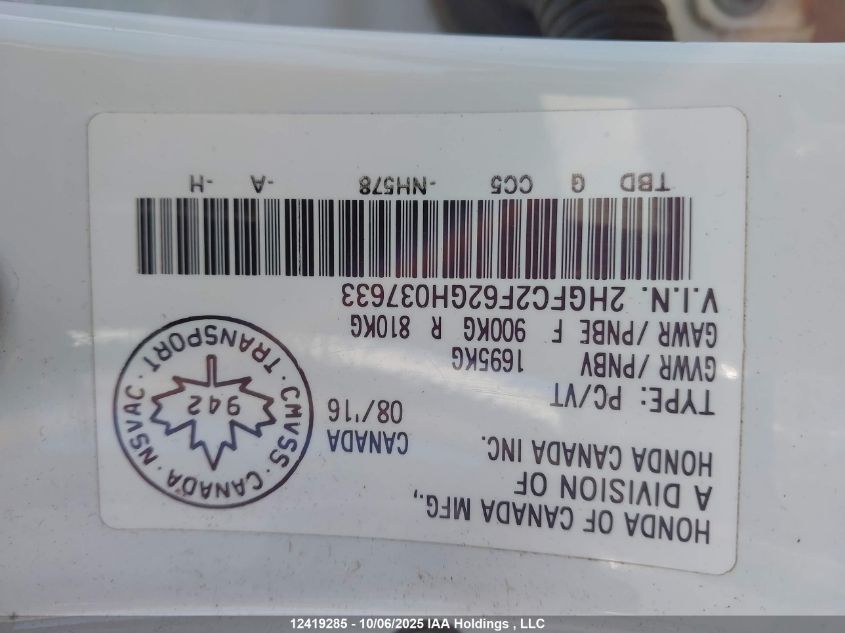 HONDA OF CANADA MFG.,
A DIVISION OF
HONDA CANADA INC.
CANADA 08/'16
TYPE: PC/VT
GVWR / PNBV 1695KG
GAWR / PNBE F 900KG R 810KG
V.I.N. 2HGFC2F62GH037633
TBD G CC5 -NH578 -A -H
CMVSS · CANADA · NSVAC · TRANSPORT ·
942
12419285 - 10/06/2025 IAA Holdings , LLC